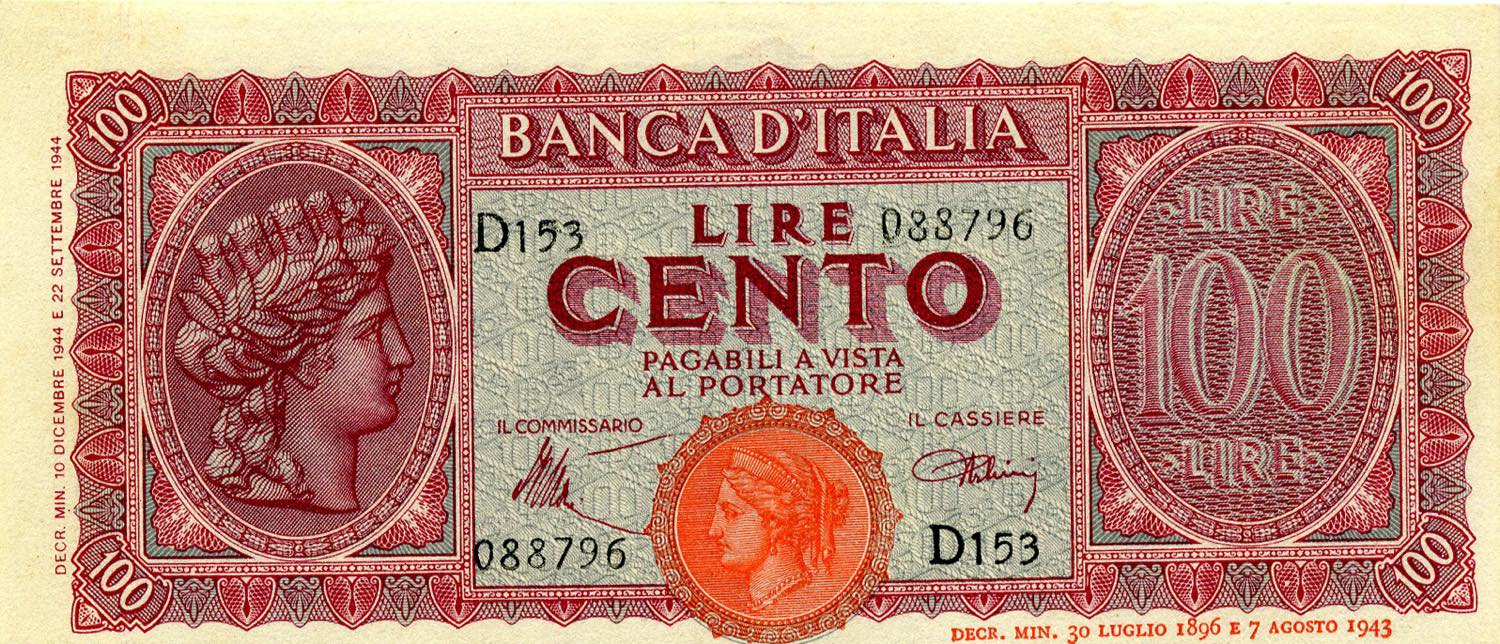 100
100
BANCA D'ITALIA
D153
LIRE
088796
CENTO
PAGABILI A VISTA
AL PORTATORE
IL COMMISSARIO
IL CASSIERE
088796
D153
LIRE
100
LIRE
100
100
DECR. MIN. 10 DICEMBRE 1944 E 22 SETTEMBRE 1944
DECR. MIN. 30 LUGLIO 1896 E 7 AGOSTO 1943